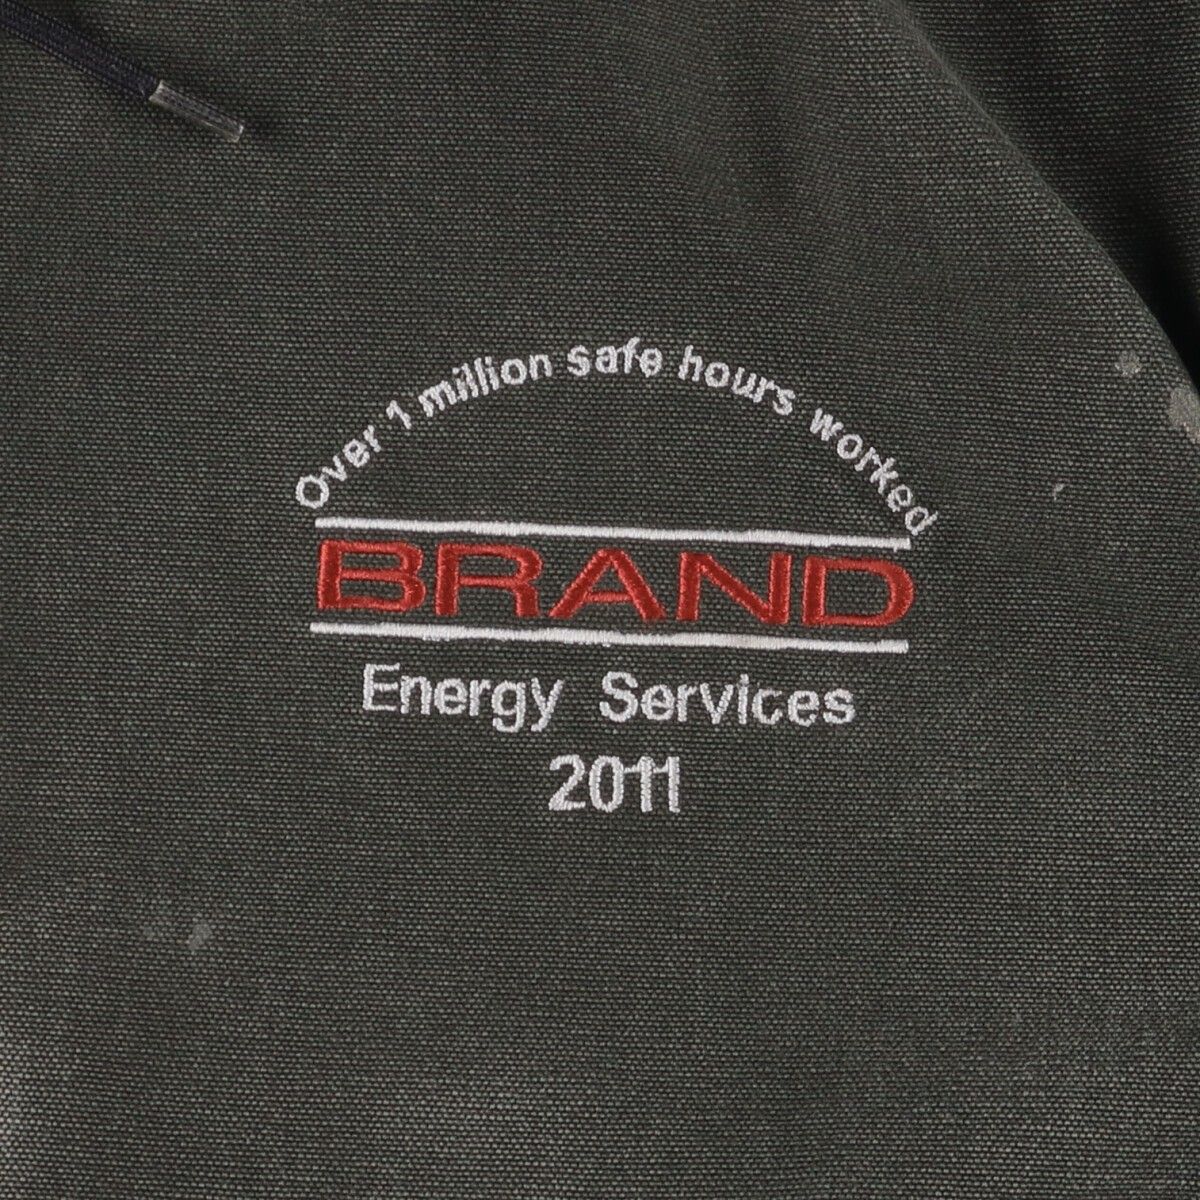 Over 1 million safe hours worked
BRAND
Energy Services
2011